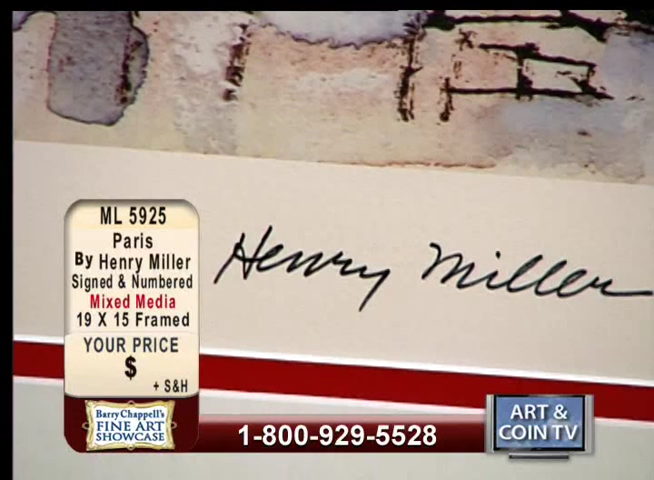 Henry Miller
ML 5925
Paris
By Henry Miller
Signed & Numbered
Mixed Media
19 X 15 Framed
YOUR PRICE
$
+ S&H
Barry Chappell's
FINE ART
SHOWCASE
1-800-929-5528
ART &
COIN TV